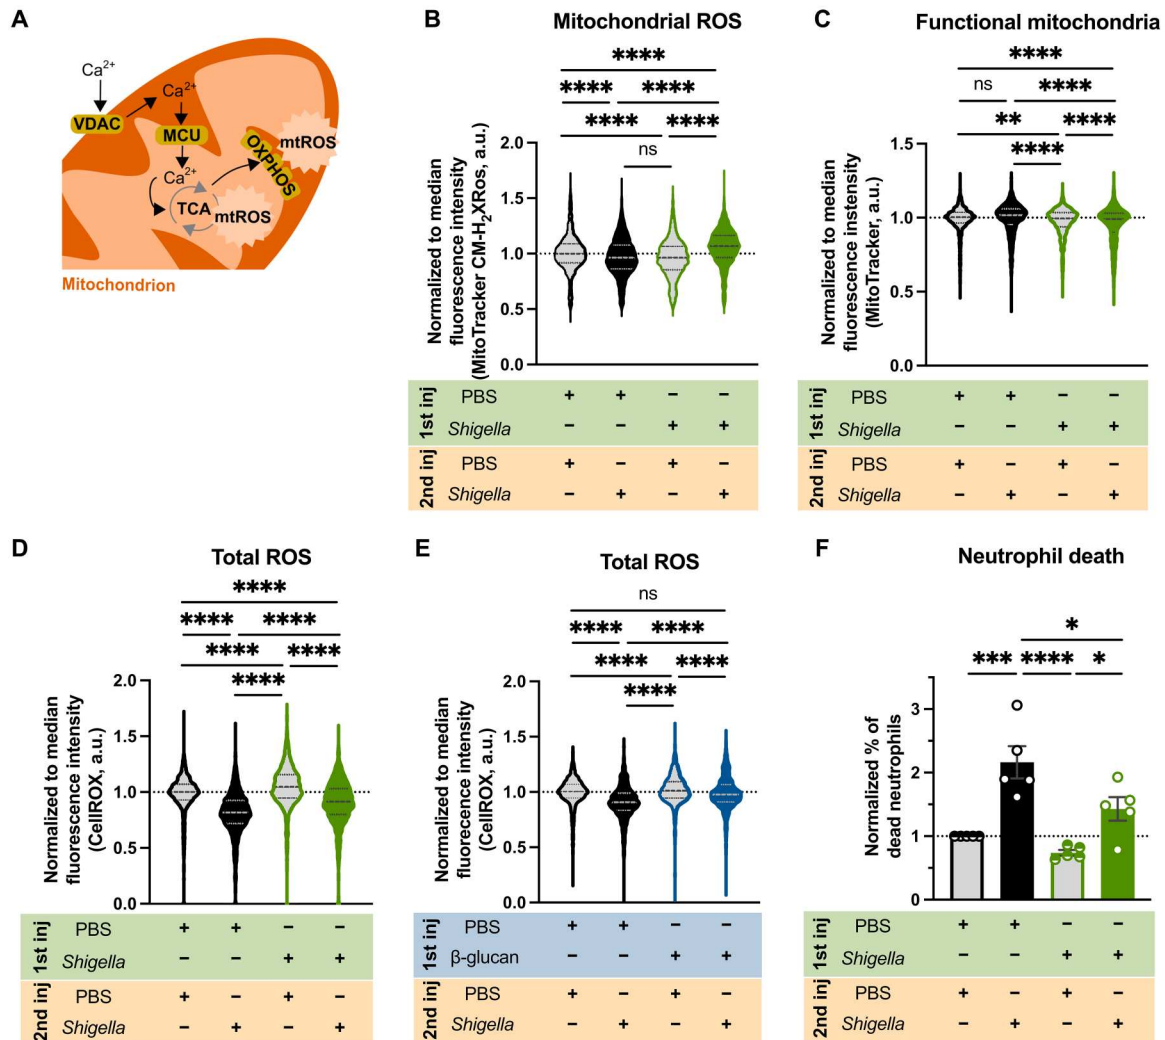 A
Ca2+
Ca2+
VDAC
MCU
Ca2+
TCA
mtROS
OXPHOS
mtROS
Mitochondrion
B
Mitochondrial ROS
****
**** ****
**** ****
ns
Normalized to median
fluorescence intensity
(MitoTracker CM-H2XRos, a.u.)
2.0
1.5
1.0
0.5
0.0
1st inj
PBS + + – –
Shigella – – + +
2nd inj
PBS + – + –
Shigella – + – +
C
Functional mitochondria
****
ns ****
** ****
****
Normalized to median
fluorescence instensity
(MitoTracker, a.u.)
1.5
1.0
0.5
0.0
1st inj
PBS + + – –
Shigella – – + +
2nd inj
PBS + – + –
Shigella – + – +
D
Total ROS
****
**** ****
**** ****
****
Normalized to median
fluorescence intensity
(CellROX, a.u.)
2.0
1.5
1.0
0.5
0.0
1st inj
PBS + + – –
Shigella – – + +
2nd inj
PBS + – + –
Shigella – + – +
E
Total ROS
ns
**** ****
**** ****
****
Normalized to median
fluorecence intensity
(CellROX, a.u.)
2.0
1.5
1.0
0.5
0.0
1st inj
PBS + + – –
β-glucan – – + +
2nd inj
PBS + – + –
Shigella – + – +
F
Neutrophil death
*
*** **** *
Normalized % of
dead neutrophils
3
2
1
0
1st inj
PBS + + – –
Shigella – – + +
2nd inj
PBS + – + –
Shigella – + – +